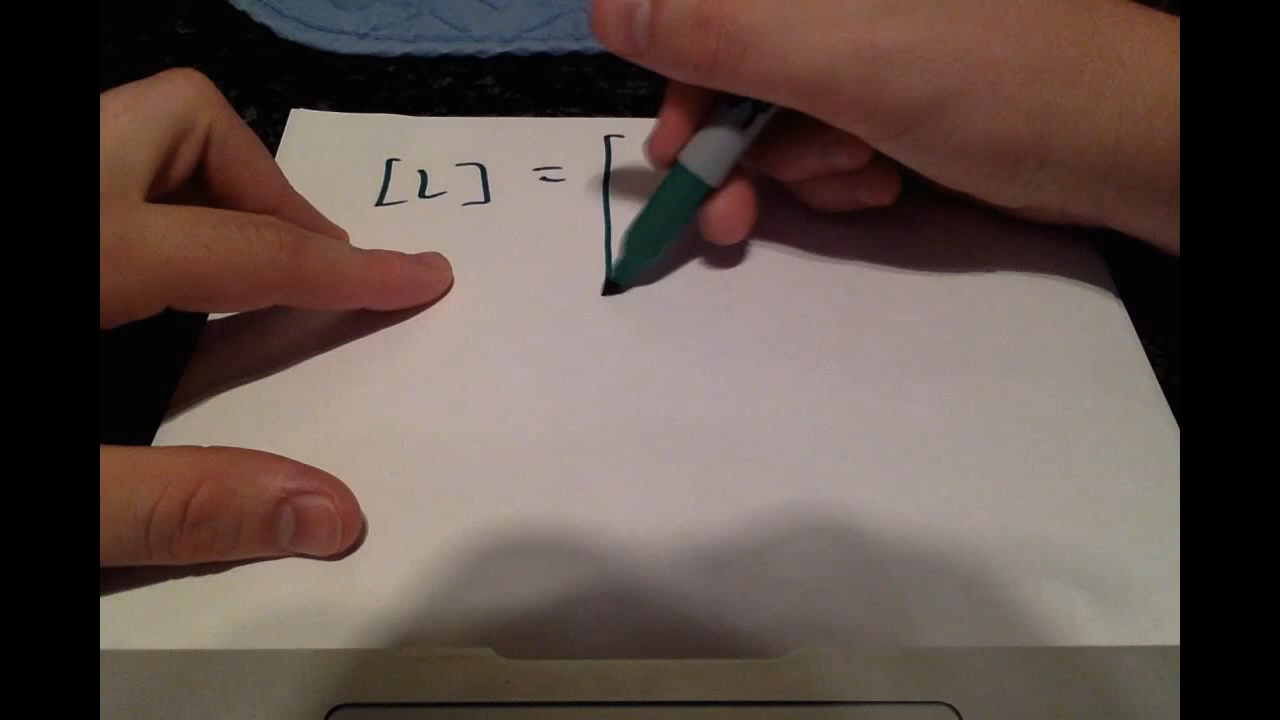 [L] = [